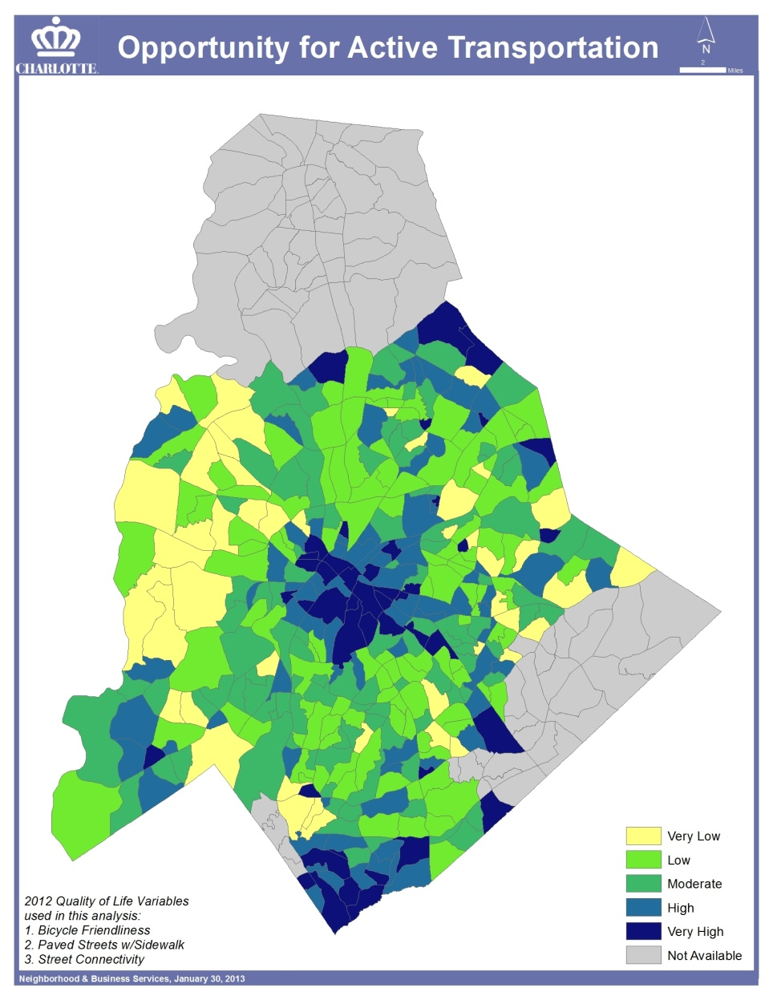 CHARLOTTE
Opportunity for Active Transportation
N
2
Miles
Very Low
Low
Moderate
High
Very High
Not Available
2012 Quality of Life Variables
used in this analysis:
1. Bicycle Friendliness
2. Paved Streets w/Sidewalk
3. Street Connectivity
Neighborhood & Business Services, January 30, 2013